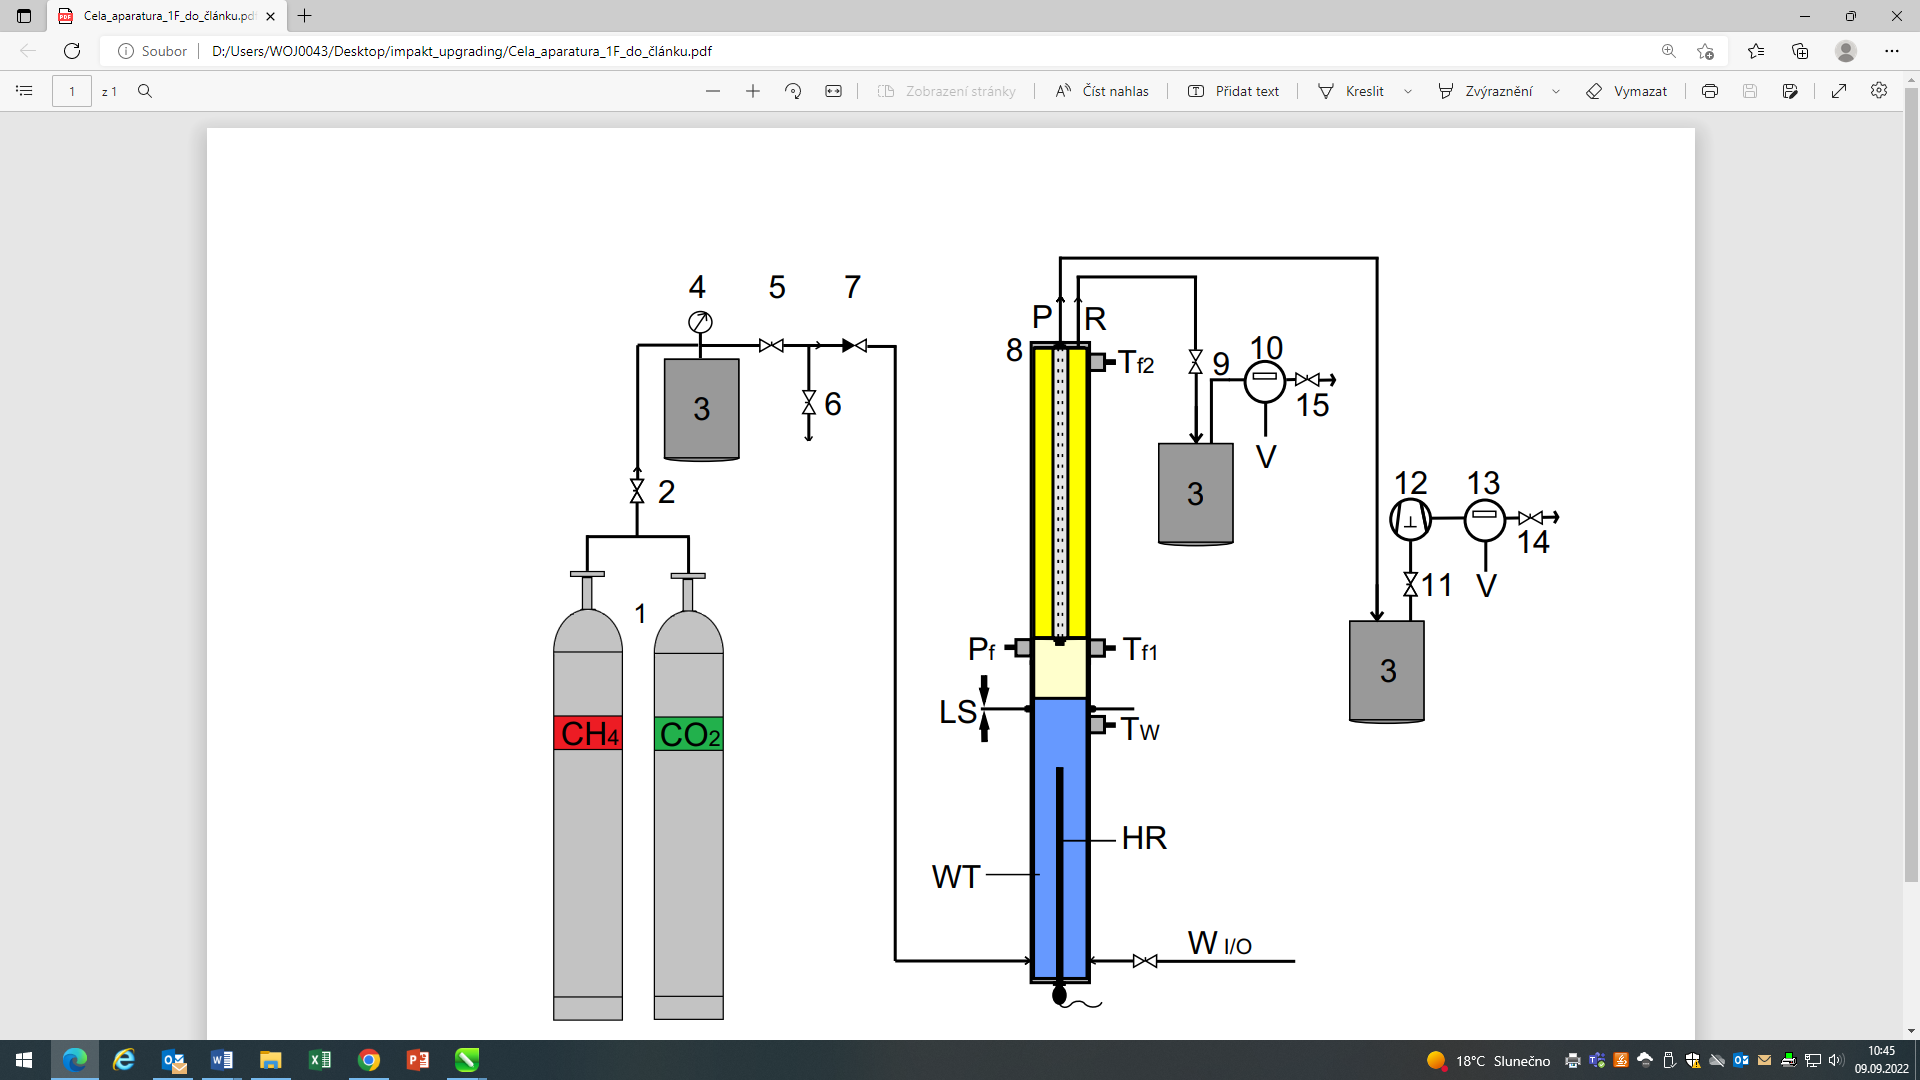 Cela_aparatura_1F_do_článku.pdf
Soubor D:/Users/WOJ0043/Desktop/impakt_upgrading/Cela_aparatura_1F_do_článku.pdf
1 z 1 Zobrazení stránky Číst nahlas Přidat text Kreslit Zvýraznění Vymazat
4 5 7
P R
8 Tf2 9 10
3 6 15
V
2 3 12 13
14
11 V
1
Pf Tf1
3
LS
CH4 CO2 TW
HR
WT
W I/O
18°C Slunečno 10:45
09.09.2022